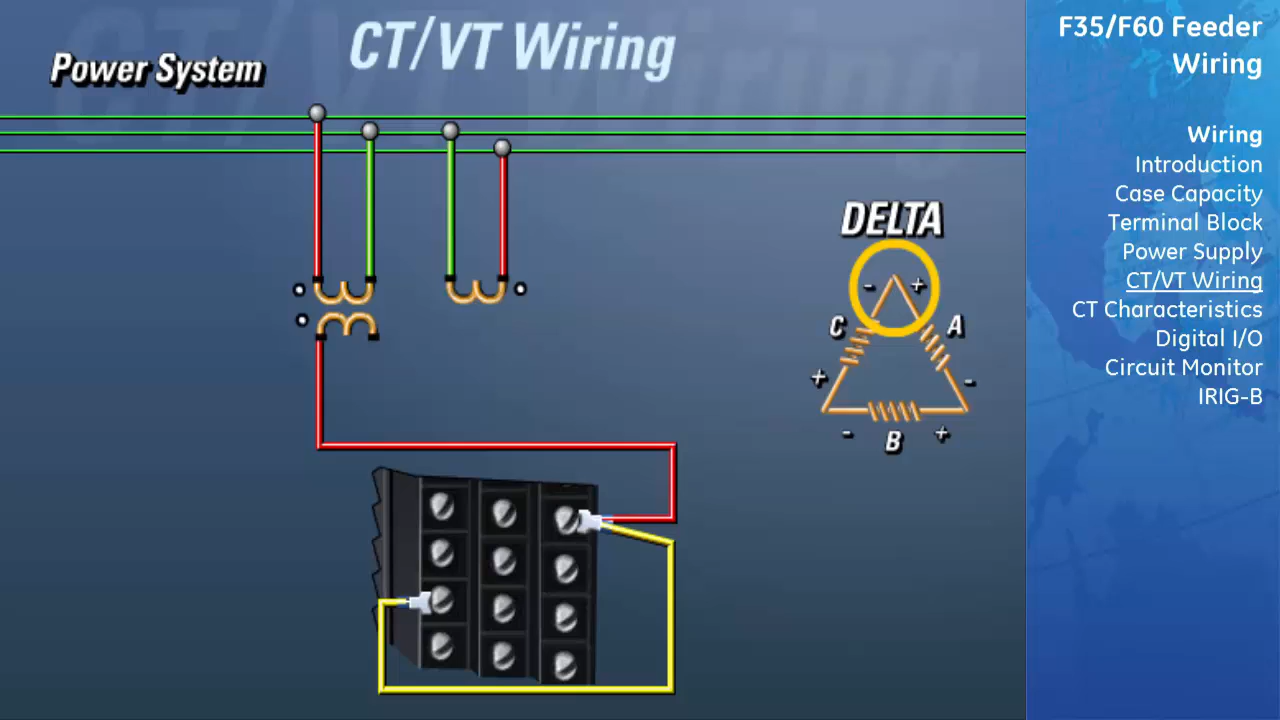 CT/VT Wiring
Power System
DELTA
- +
C A
+ -
- B +
F35/F60 Feeder
Wiring
Wiring
Introduction
Case Capacity
Terminal Block
Power Supply
CT/VT Wiring
CT Characteristics
Digital I/O
Circuit Monitor
IRIG-B